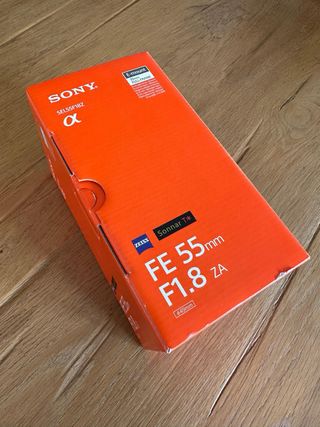 SONY
SEL55F18Z
α
E-mount
ZEISS
Sonnar T*
FE 55mm
F1.8 ZA